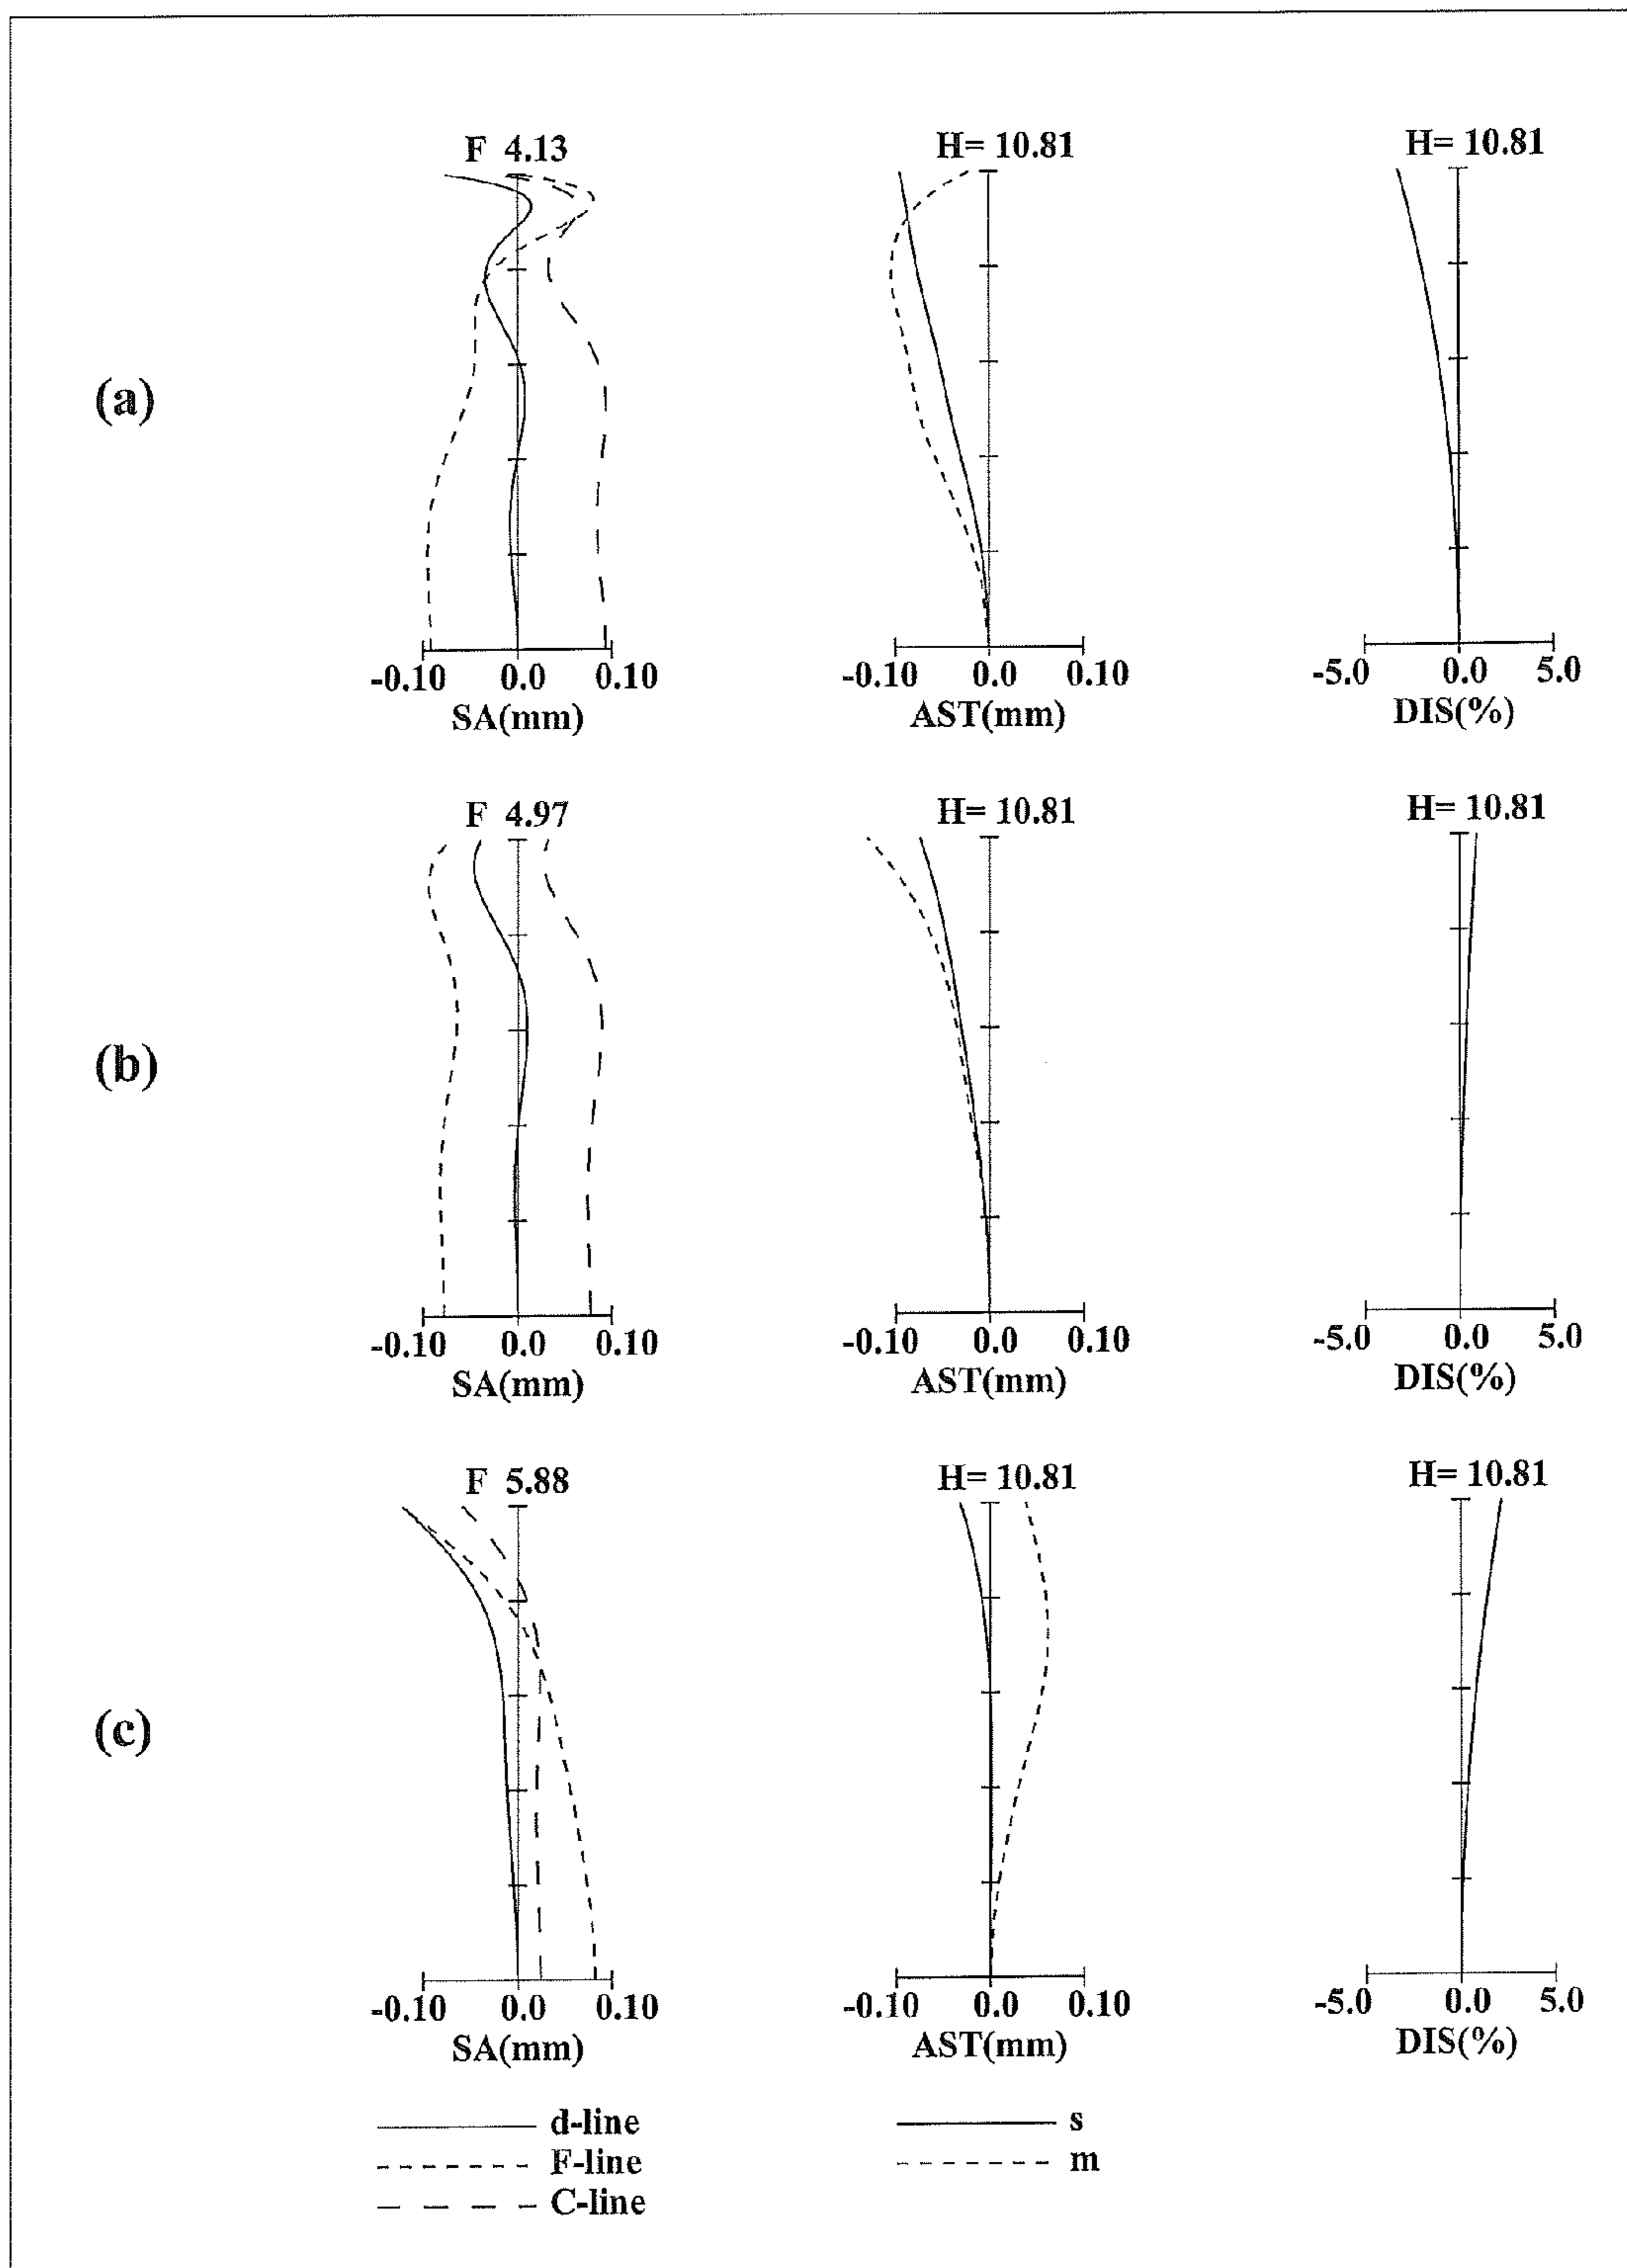 F 4.13 H= 10.81 H= 10.81
(a)
-0.10 0.0 0.10 -0.10 0.0 0.10 -5.0 0.0 5.0
SA(mm) AST(mm) DIS(%)
F 4.97 H= 10.81 H= 10.81
(b)
-0.10 0.0 0.10 -0.10 0.0 0.10 -5.0 0.0 5.0
SA(mm) AST(mm) DIS(%)
F 5.88 H= 10.81 H= 10.81
(c)
-0.10 0.0 0.10 -0.10 0.0 0.10 -5.0 0.0 5.0
SA(mm) AST(mm) DIS(%)
d-line s
F-line m
C-line